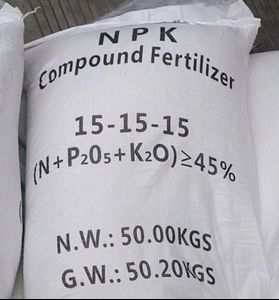 NPK
Compound Fertilizer
15-15-15
(N+P₂O₅+K₂O)≥45%
N.W.: 50.00KGS
G.W.: 50.20KGS